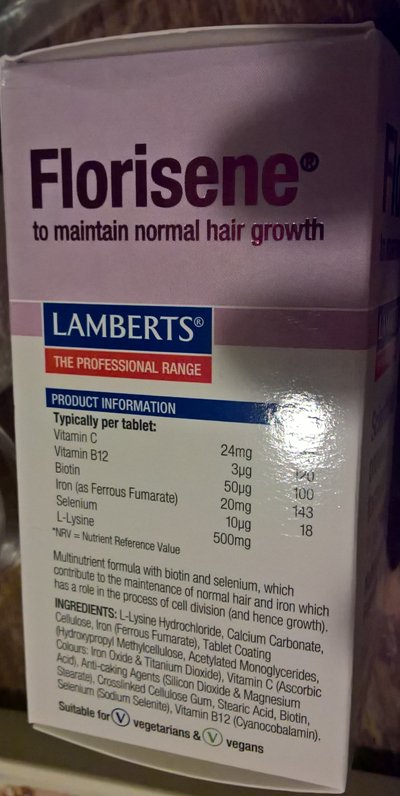 Florisene®
to maintain normal hair growth
LAMBERTS®
THE PROFESSIONAL RANGE
PRODUCT INFORMATION
Typically per tablet:
Vitamin C 24mg
Vitamin B12 3µg 120
Biotin 50µg 100
Iron (as Ferrous Fumarate) 20mg 143
Selenium 10µg 18
L-Lysine 500mg
*NRV = Nutrient Reference Value
Multinutrient formula with biotin and selenium, which
contribute to the maintenance of normal hair and iron which
has a role in the process of cell division (and hence growth).
INGREDIENTS: L-Lysine Hydrochloride, Calcium Carbonate,
Cellulose, Iron (Ferrous Fumarate), Tablet Coating
(Hydroxypropyl Methylcellulose, Acetylated Monoglycerides,
Colours: Iron Oxide & Titanium Dioxide), Vitamin C (Ascorbic
Acid), Anti-caking Agents (Silicon Dioxide & Magnesium
Stearate), Crosslinked Cellulose Gum, Stearic Acid, Biotin,
Selenium (Sodium Selenite), Vitamin B12 (Cyanocobalamin).
Suitable for V vegetarians & V vegans